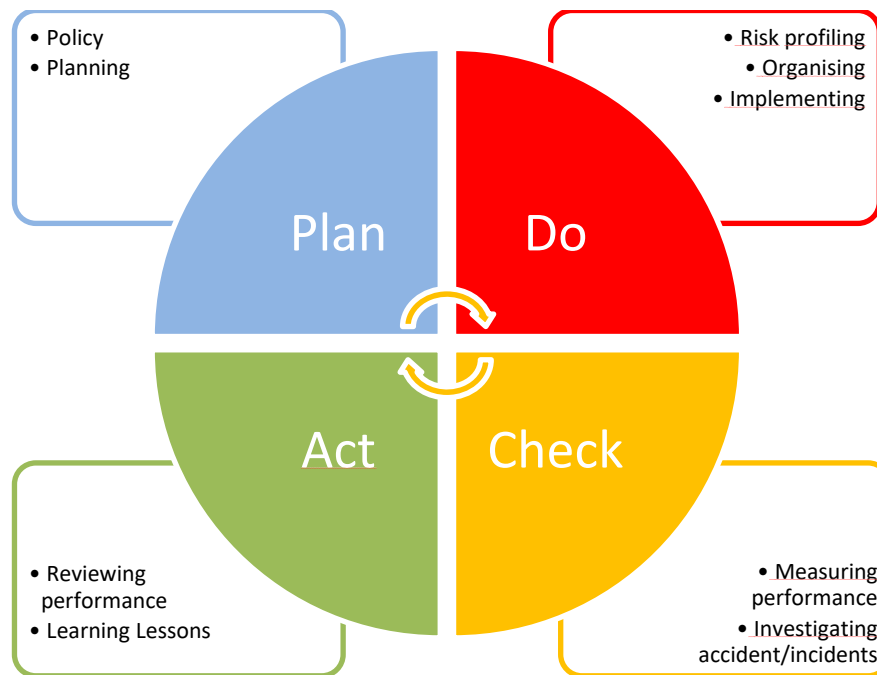 • Policy
• Planning
• Risk profiling
• Organising
• Implementing
Plan
Do
Act
Check
• Reviewing
performance
• Learning Lessons
• Measuring
performance
• Investigating
accident/incidents